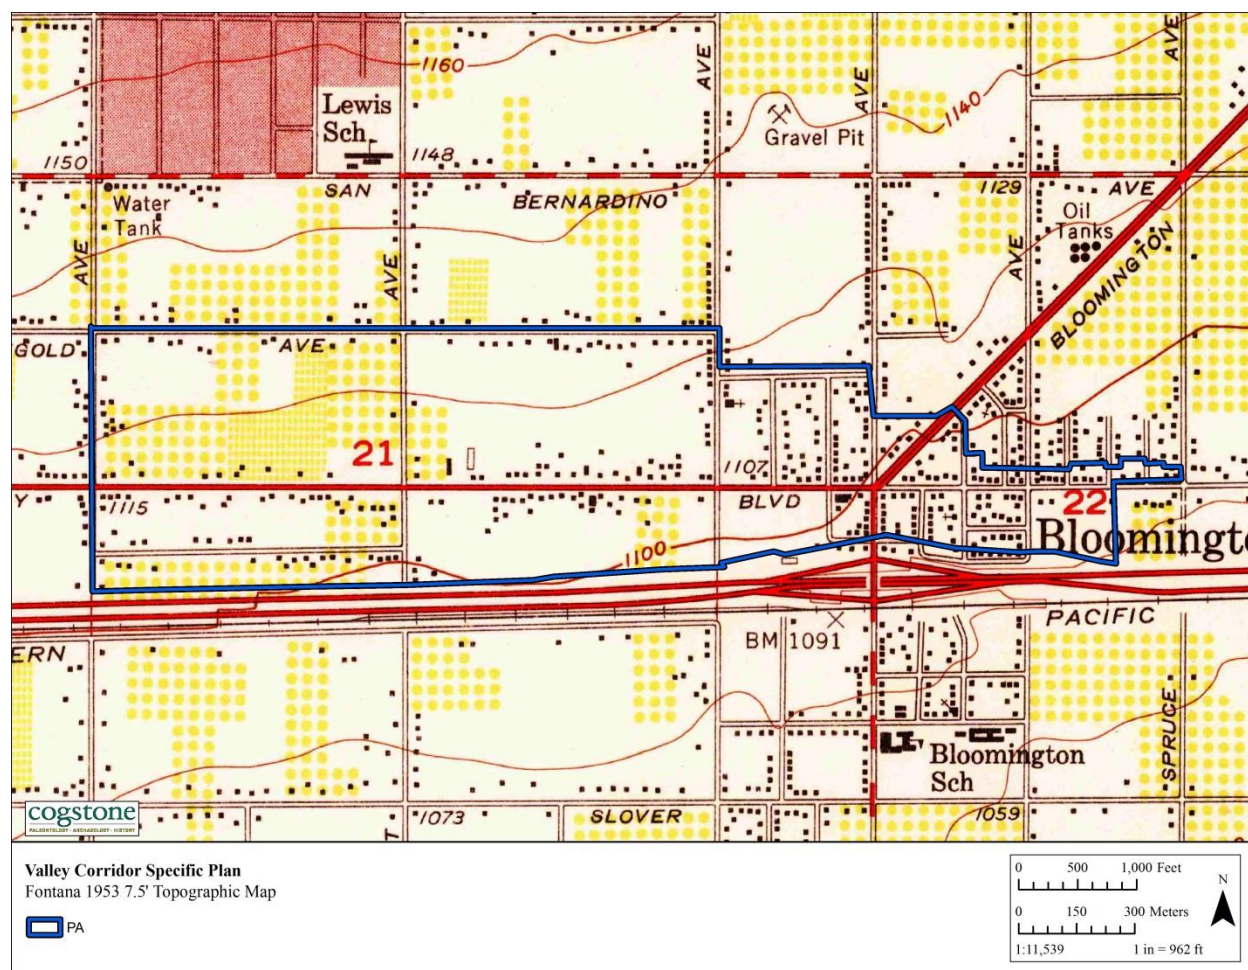 AVE
AVE
AVE
1160
1140
Lewis
Sch
Gravel Pit
1150
1148
SAN
BERNARDINO
1129
AVE
Water
Tank
Oil
Tanks
AVE
AVE
AVE
BLOOMINGTON
GOLD
AVE
21
1107
Y
1115
BLVD
22
1100
Bloomingto
ERN
BM 1091
PACIFIC
SPRUCE
Bloomington
Sch
T
1073
SLOVER
1059
cogstone
PALEONTOLOGY - ARCHAEOLOGY - HISTORY
Valley Corridor Specific Plan
Fontana 1953 7.5' Topographic Map
PA
0 500 1,000 Feet
0 150 300 Meters
1:11,539 1 in = 962 ft
N